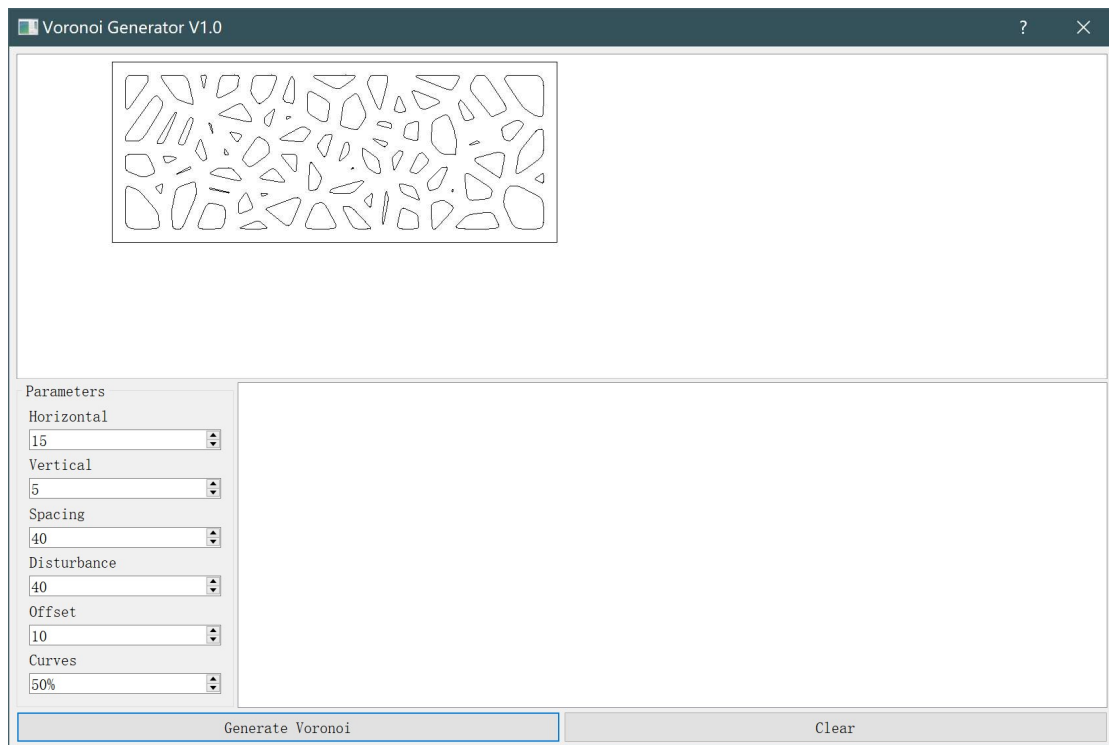 Voronoi Generator V1.0
?
Parameters
Horizontal
15
Vertical
5
Spacing
40
Disturbance
40
Offset
10
Curves
50%
Generate Voronoi
Clear